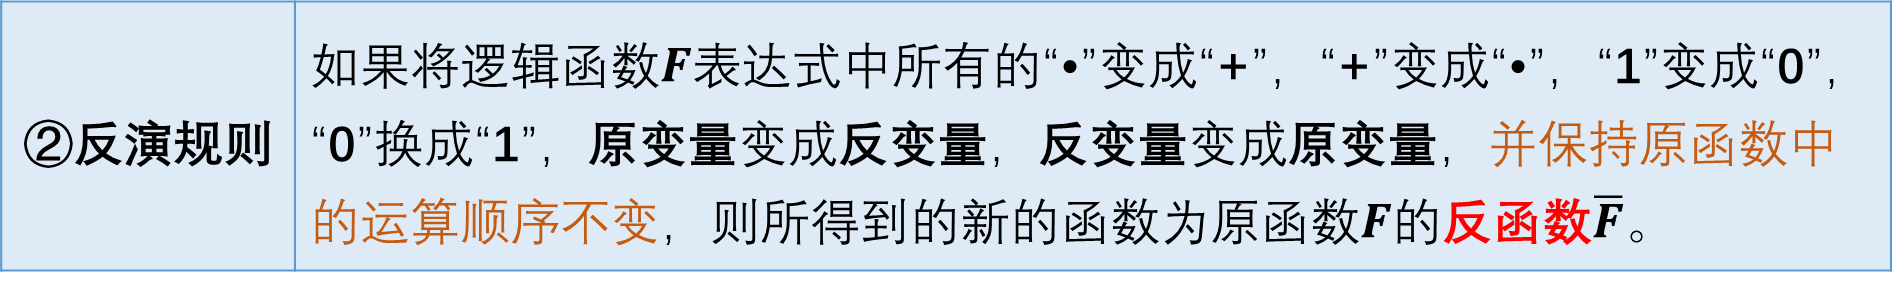 ②反演规则
如果将逻辑函数F表达式中所有的“•”变成“+”，“+”变成“•”，“1”变成“0”，
“0”换成“1”，原变量变成反变量，反变量变成原变量，并保持原函数中
的运算顺序不变，则所得到的新的函数为原函数F的反函数F̅。